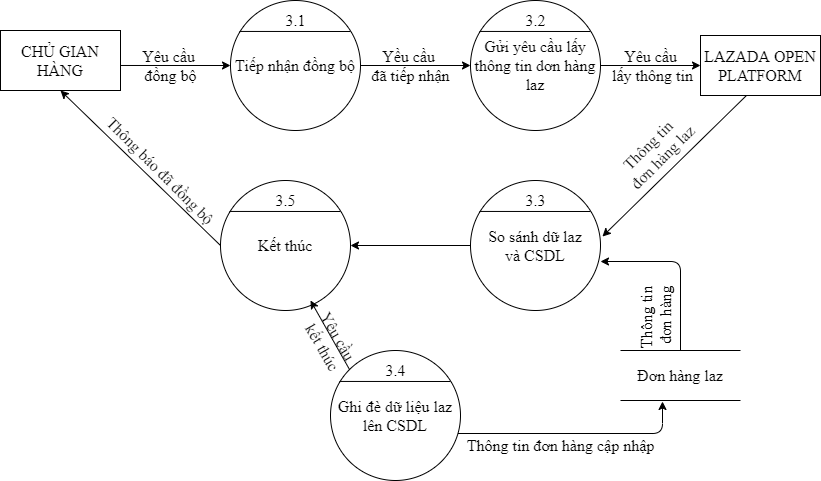 3.1
3.2
CHỦ GIAN
HÀNG
Yêu cầu
đồng bộ
Tiếp nhận đồng bộ
Yều cầu
đã tiếp nhận
Gửi yêu cầu lấy
thông tin dơn hàng
laz
Yêu cầu
lấy thông tin
LAZADA OPEN
PLATFORM
Thông báo đã đồng bộ
Thông tin
đơn hàng laz
3.5
3.3
Kết thúc
So sánh dữ laz
và CSDL
Yêu cầu
kết thúc
Thông tin
đơn hàng
3.4
Ghi đè dữ liệu laz
lên CSDL
Đơn hàng laz
Thông tin đơn hàng cập nhập